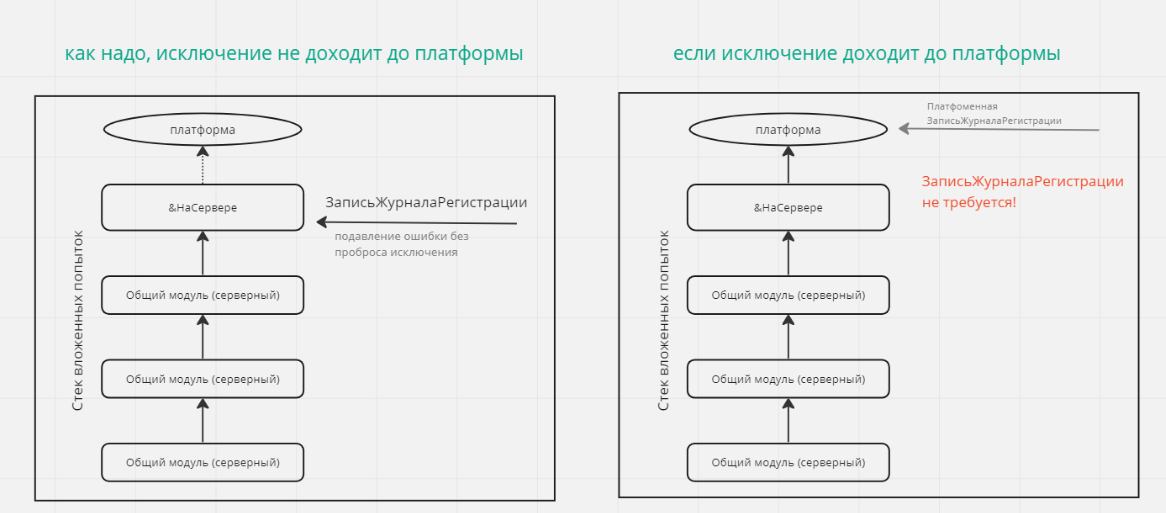 как надо, исключение не доходит до платформы
платформа
&НаСервере
ЗаписьЖурналаРегистрации
подавление ошибки без
проброса исключения
Стек вложенных попыток
Общий модуль (серверный)
Общий модуль (серверный)
Общий модуль (серверный)
если исключение доходит до платформы
платформа
Платфоменная
ЗаписьЖурналаРегистрации
ЗаписьЖурналаРегистрации
не требуется!
&НаСервере
Стек вложенных попыток
Общий модуль (серверный)
Общий модуль (серверный)
Общий модуль (серверный)